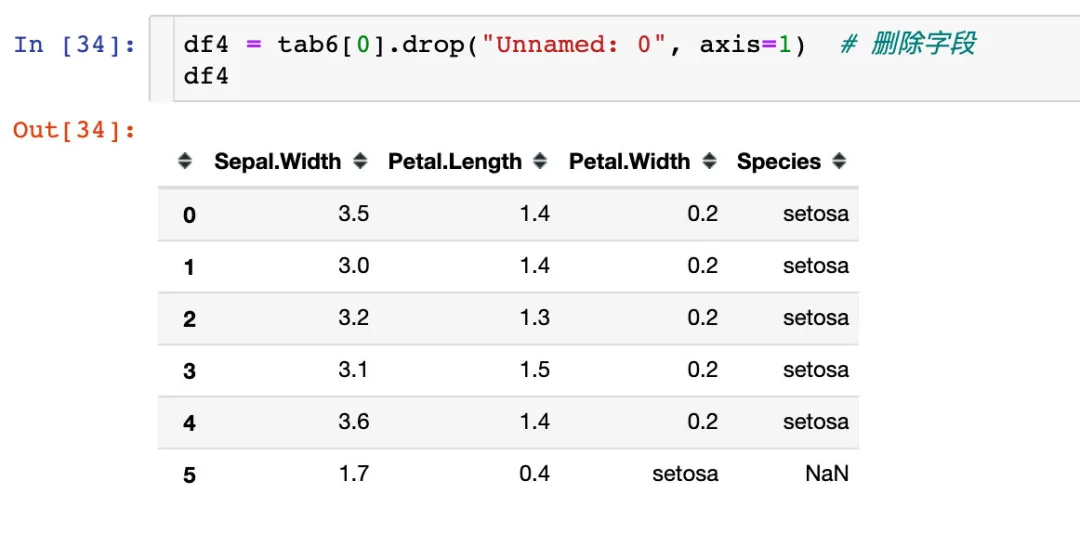 In [34]: df4 = tab6[0].drop("Unnamed: 0", axis=1)  # 删除字段
df4
Out[34]:
Sepal.Width Petal.Length Petal.Width Species
0 3.5 1.4 0.2 setosa
1 3.0 1.4 0.2 setosa
2 3.2 1.3 0.2 setosa
3 3.1 1.5 0.2 setosa
4 3.6 1.4 0.2 setosa
5 1.7 0.4 setosa NaN